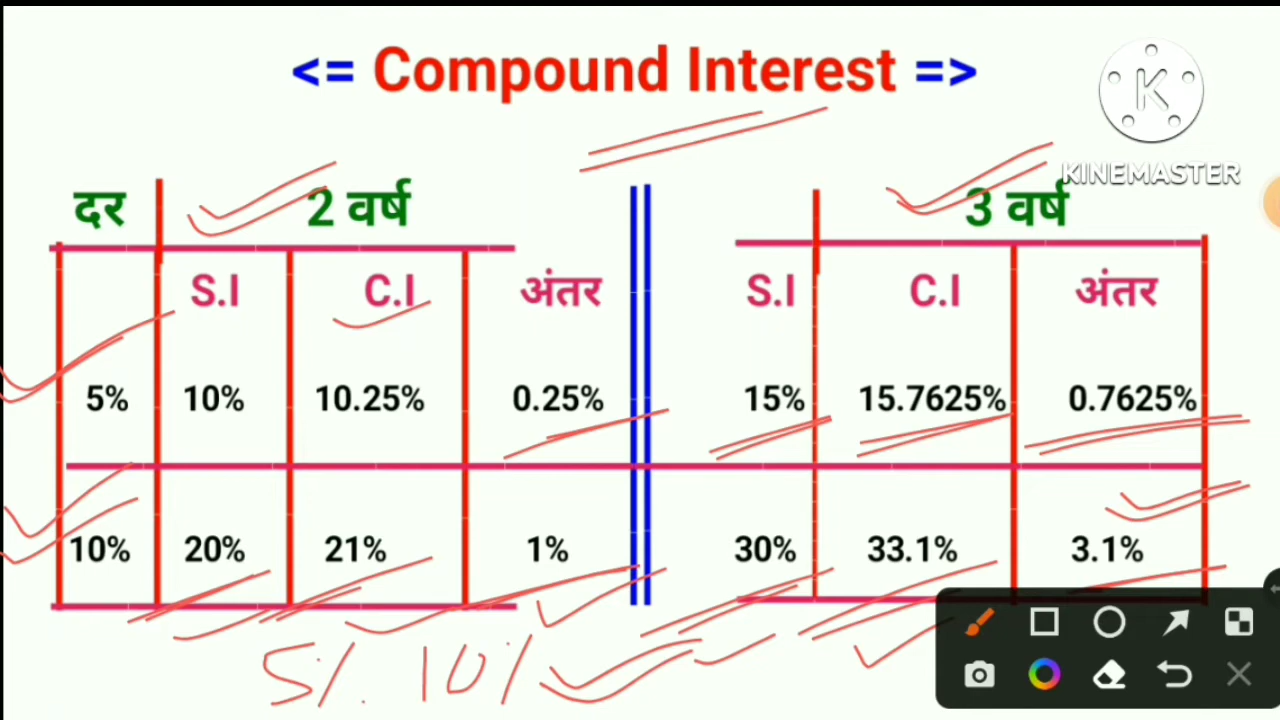 <= Compound Interest =>
K
KINEMASTER
दर 2 वर्ष 3 वर्ष
S.I C.I अंतर S.I C.I अंतर
5% 10% 10.25% 0.25% 15% 15.7625% 0.7625%
10% 20% 21% 1% 30% 33.1% 3.1%
5%. 10%